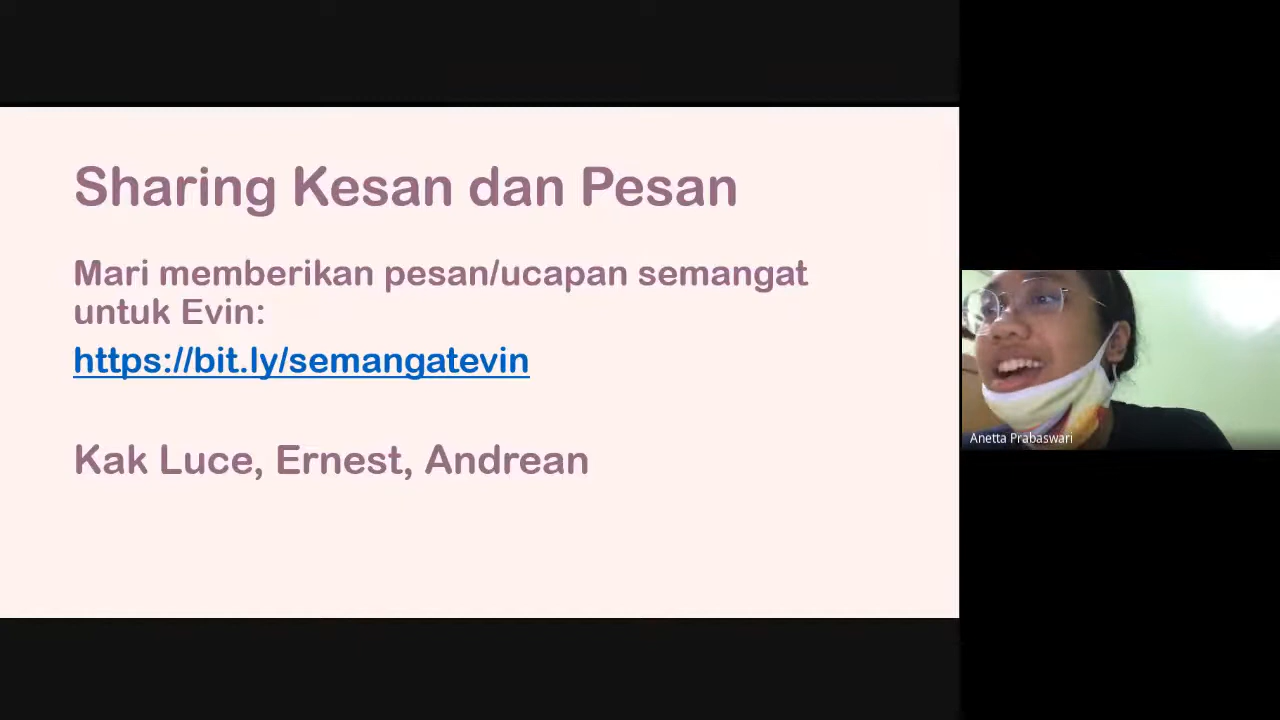 Sharing Kesan dan Pesan
Mari memberikan pesan/ucapan semangat
untuk Evin:
https://bit.ly/semangatevin
Kak Luce, Ernest, Andrean
Anetta Prabaswari